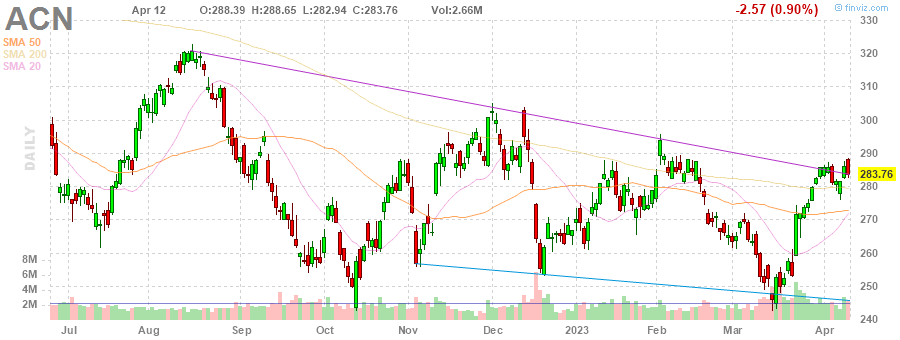 ACN
Apr 12 O:288.39 H:288.65 L:282.94 C:283.76 Vol:2.66M -2.57 (0.90%) © finviz.com
SMA 50
SMA 200
SMA 20
DAILY
330
320
310
300
290
283.76
280
270
260
250
240
8M
6M
4M
2M
Jul Aug Sep Oct Nov Dec 2023 Feb Mar Apr